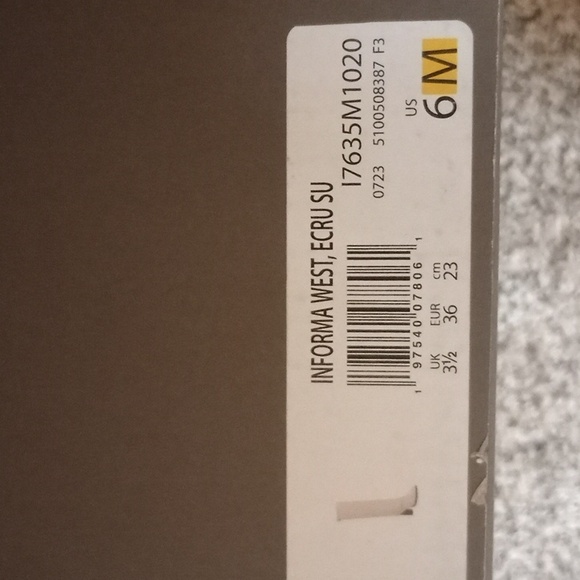 INFORMA WEST, ECRU SU
I7635M1020
0723 5100508387 F3
1 97540 07806 1
US
6 M
UK EUR cm
3½ 36 23